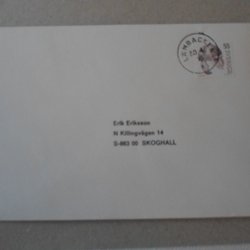 Erik Eriksson
N Killingvägen 14
S-663 00 SKOGHALL